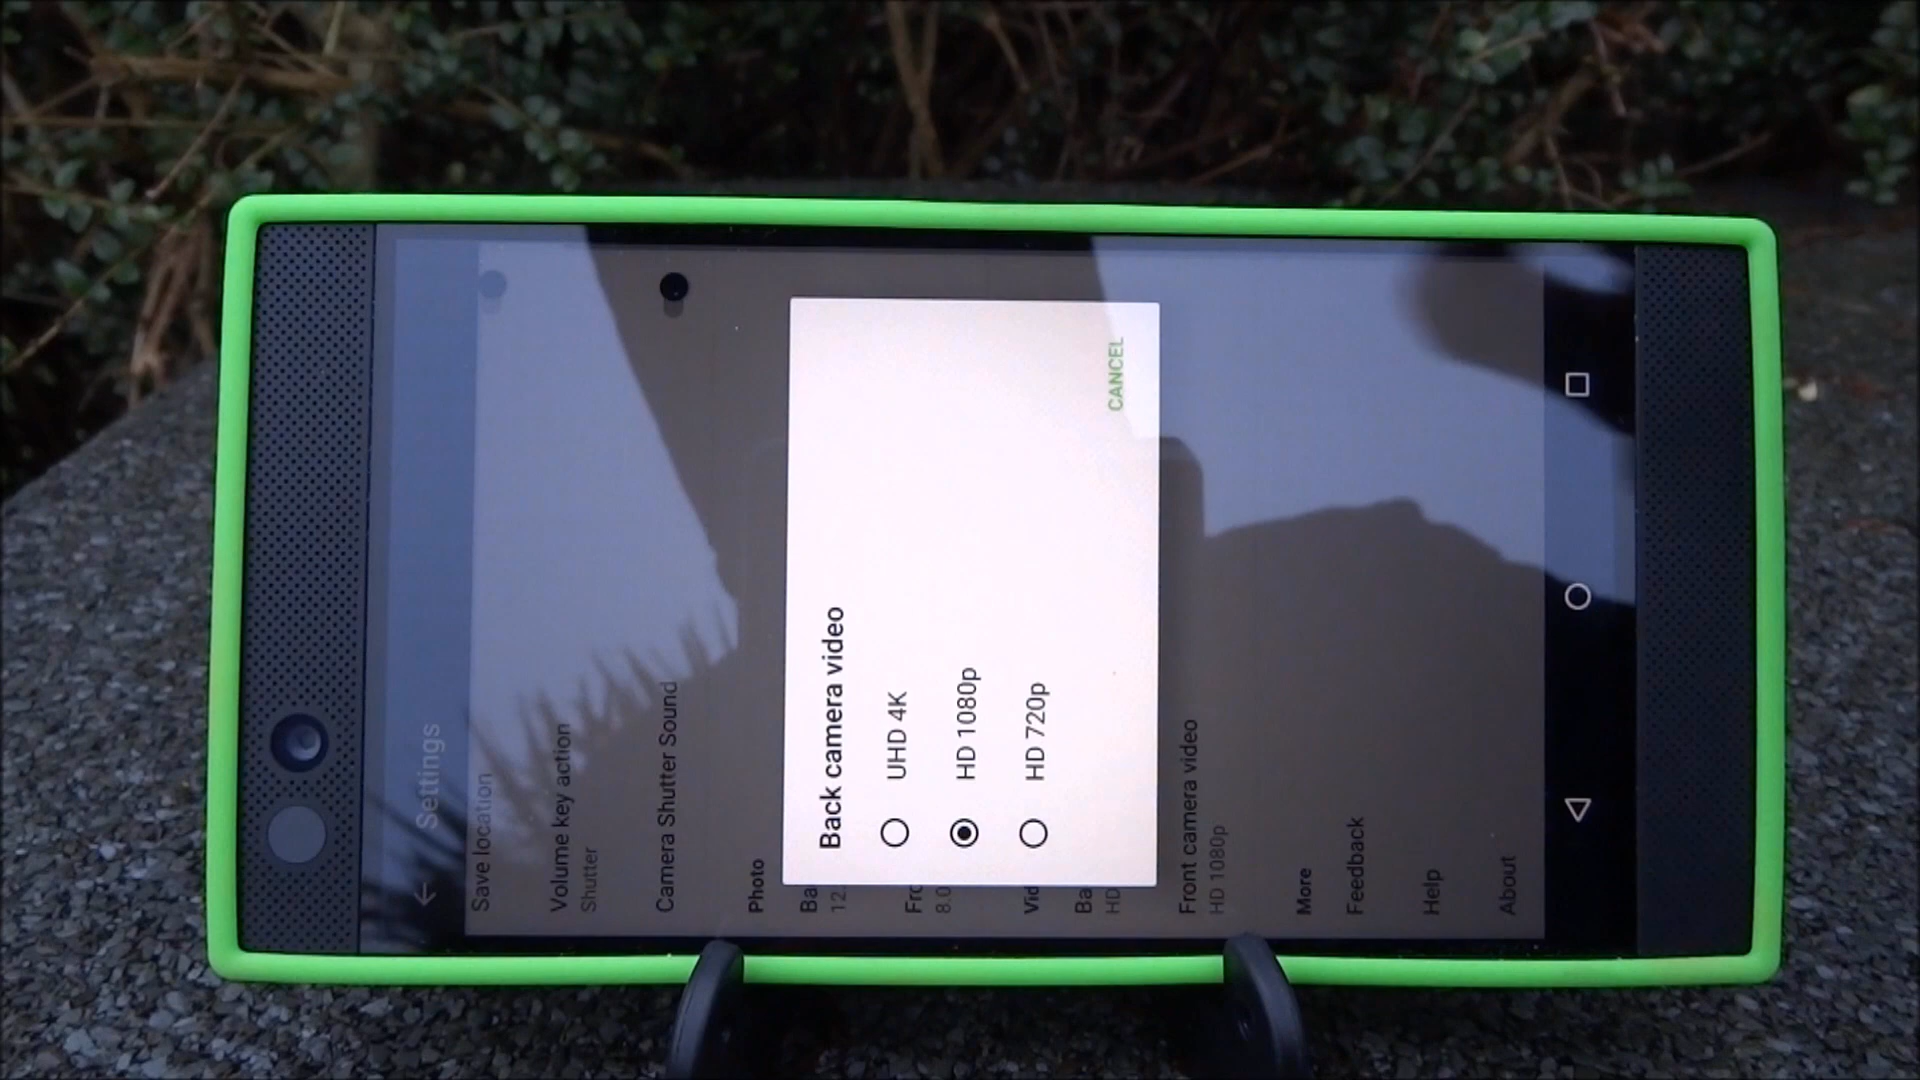 Settings
Save location
Volume key action
Shutter
Camera Shutter Sound
Photo
Ba
12.
Frc
8.0
Vid
Ba
HD
Back camera video
UHD 4K
HD 1080p
HD 720p
CANCEL
Front camera video
HD 1080p
More
Feedback
Help
About